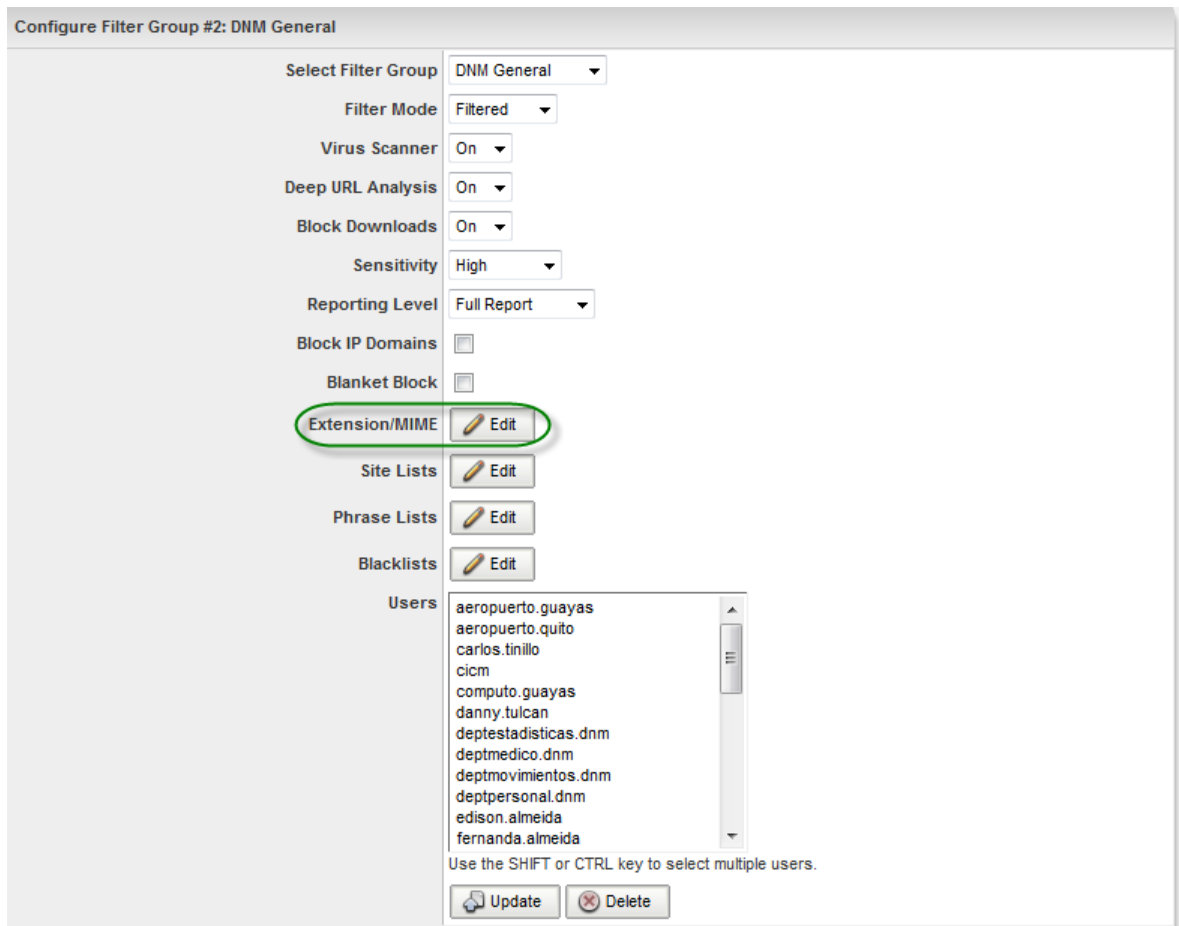 Configure Filter Group #2: DNM General
Select Filter Group DNM General
Filter Mode Filtered
Virus Scanner On
Deep URL Analysis On
Block Downloads On
Sensitivity High
Reporting Level Full Report
Block IP Domains
Blanket Block
Extension/MIME Edit
Site Lists Edit
Phrase Lists Edit
Blacklists Edit
Users
aeropuerto.guayas
aeropuerto.quito
carlos.tinillo
cicm
computo.guayas
danny.tulcan
deptestadisticas.dnm
deptmedico.dnm
deptmovimientos.dnm
deptpersonal.dnm
edison.almeida
fernanda.almeida
Use the SHIFT or CTRL key to select multiple users.
Update Delete